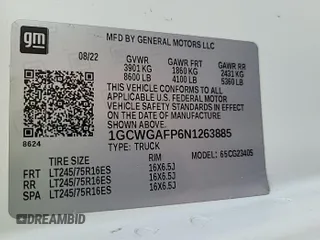 gm
MFD BY GENERAL MOTORS LLC
08/22
GVWR GAWR FRT GAWR RR
3901 KG 1860 KG 2431 KG
8600 LB 4100 LB 5360 LB
THIS VEHICLE CONFORMS TO ALL APPLICABLE
U.S. FEDERAL MOTOR VEHICLE SAFETY
STANDARDS IN EFFECT ON THE DATE OF
MANUFACTURE SHOWN ABOVE.
1GCWGAFP6N1263885
8624
TYPE: TRUCK
MODEL: 65CG23405
RIM
FRT LT245/75R16ES 16X6.5J
RR LT245/75R16ES 16X6.5J
SPA LT245/75R16ES 16X6.5J
DREAMBID